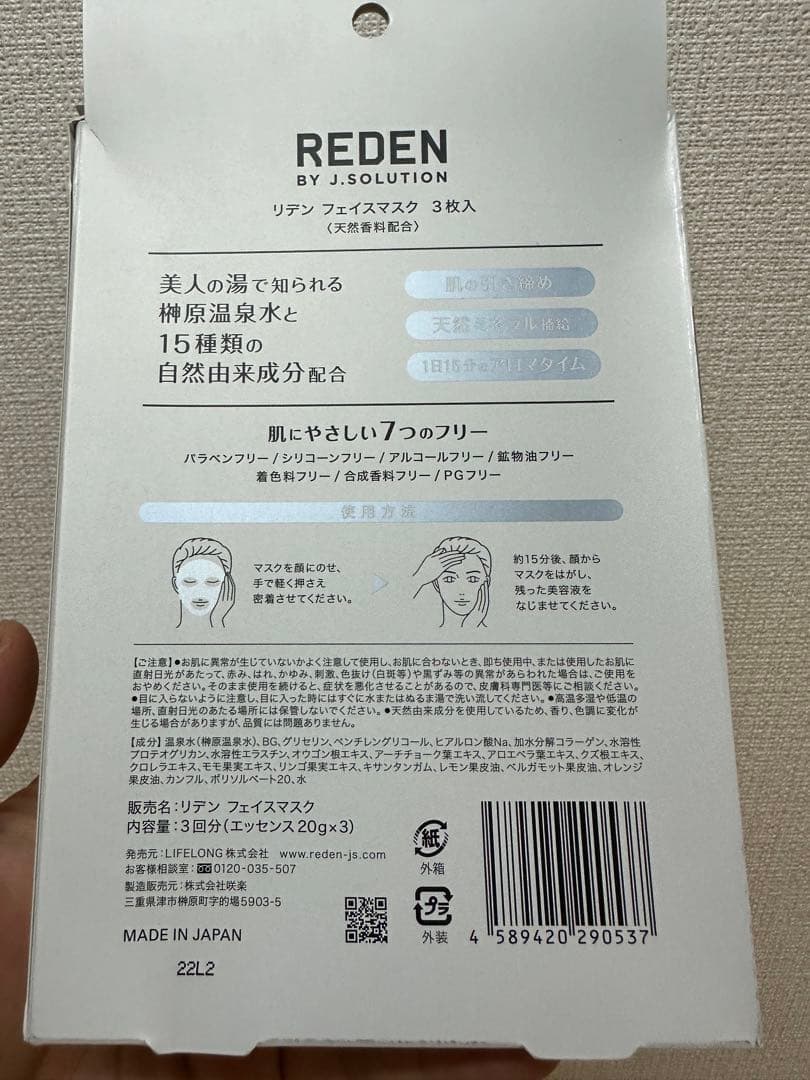 REDEN
BY J.SOLUTION
リデン フェイスマスク 3枚入
〈天然香料配合〉
美人の湯で知られる
榊原温泉水と
15種類の
自然由来成分配合
肌の引き締め
天然ミネラル補給
1日15分のアロマタイム
肌にやさしい7つのフリー
パラベンフリー/シリコーンフリー/アルコールフリー/鉱物油フリー
着色料フリー/合成香料フリー/PGフリー
使用方法
マスクを顔にのせ、
手で軽く押さえ
密着させてください。
約15分後、顔から
マスクをはがし、
残った美容液を
なじませてください。
【ご注意】●お肌に異常が生じていないかよく注意して使用し、お肌に合わないとき、即ち使用中、または使用したお肌に
直射日光があたって、赤み、はれ、かゆみ、刺激、色抜け(白斑等)や黒ずみ等の異常があらわれた場合は、ご使用を
おやめください。そのまま使用を続けると、症状を悪化させることがあるので、皮膚科専門医等にご相談ください。
●目に入らないように注意し、目に入った時にはすぐに水またはぬるま湯で洗い流してください。●高温多湿や低温の
場所、直射日光のあたる場所には保管しないでください。●天然由来成分を使用しているため、香り、色調に変化が
生じる場合がありますが、品質には問題ありません。
【成分】温泉水(榊原温泉水)、BG、グリセリン、ペンチレングリコール、ヒアルロン酸Na、加水分解コラーゲン、水溶性
プロテオグリカン、水溶性エラスチン、オウゴン根エキス、アーチチョーク葉エキス、アロエベラ葉エキス、クズ根エキス、
クロレラエキス、モモ果実エキス、リンゴ果実エキス、キサンタンガム、レモン果皮油、ベルガモット果皮油、オレンジ
果皮油、カンフル、ポリソルベート20、水
販売名:リデン フェイスマスク
内容量:3回分(エッセンス20g×3)
発売元:LIFELONG株式会社 www.reden-js.com
お客様相談室:0120-035-507
製造販売元:株式会社咲楽
三重県津市榊原町字的場5903-5
MADE IN JAPAN
22L2
紙
外箱
プラ
外装
4 589420 290537